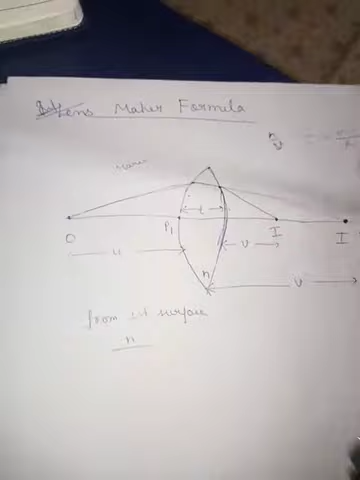 Lens Maker Formula
t
O
P1
I
I
u
v
n
v
from 1st surface
n